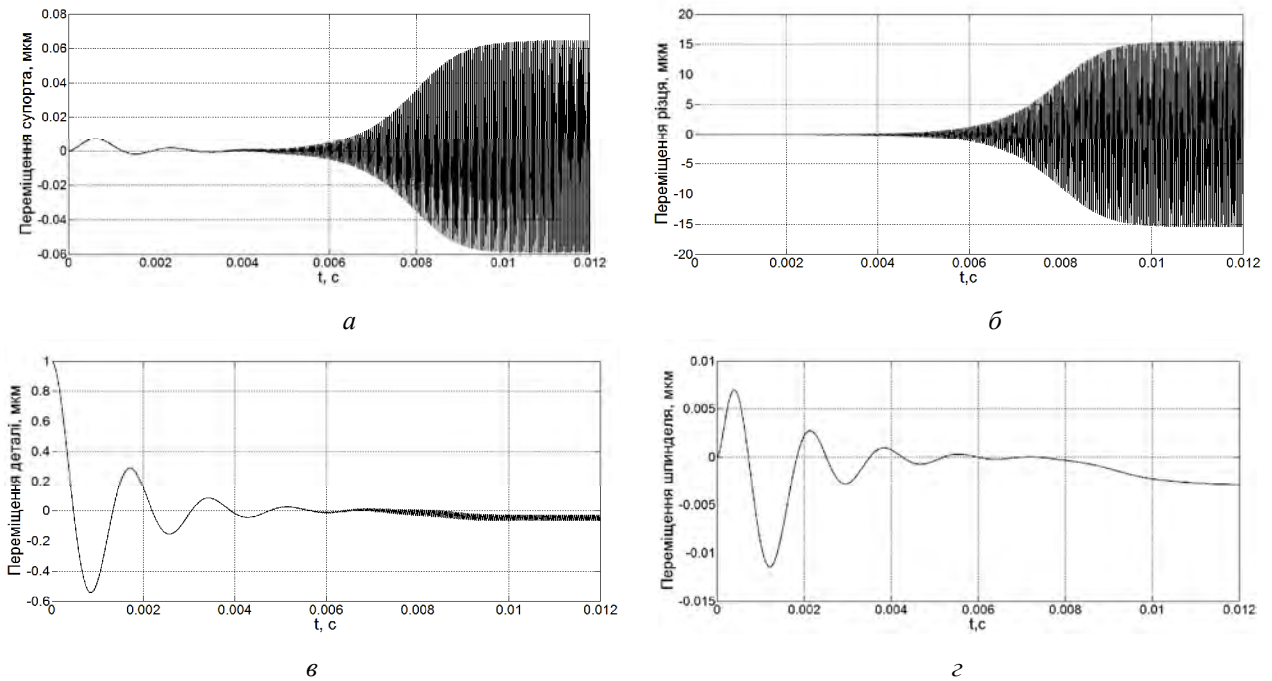 Переміщення супорта, мкм
0.08
0.06
0.04
0.02
0
-0.02
-0.04
-0.06
0 0.002 0.004 0.006 0.008 0.01 0.012
t, с
а
Переміщення різця, мкм
20
15
10
5
0
-5
-10
-15
-20
0 0.002 0.004 0.006 0.008 0.01 0.012
t,с
б
Переміщення деталі, мкм
1
0.8
0.6
0.4
0.2
0
-0.2
-0.4
-0.6
0 0.002 0.004 0.006 0.008 0.01 0.012
t, с
в
Переміщення шпинделя, мкм
0.01
0.005
0
-0.005
-0.01
-0.015
0 0.002 0.004 0.006 0.008 0.01 0.012
t,с
г